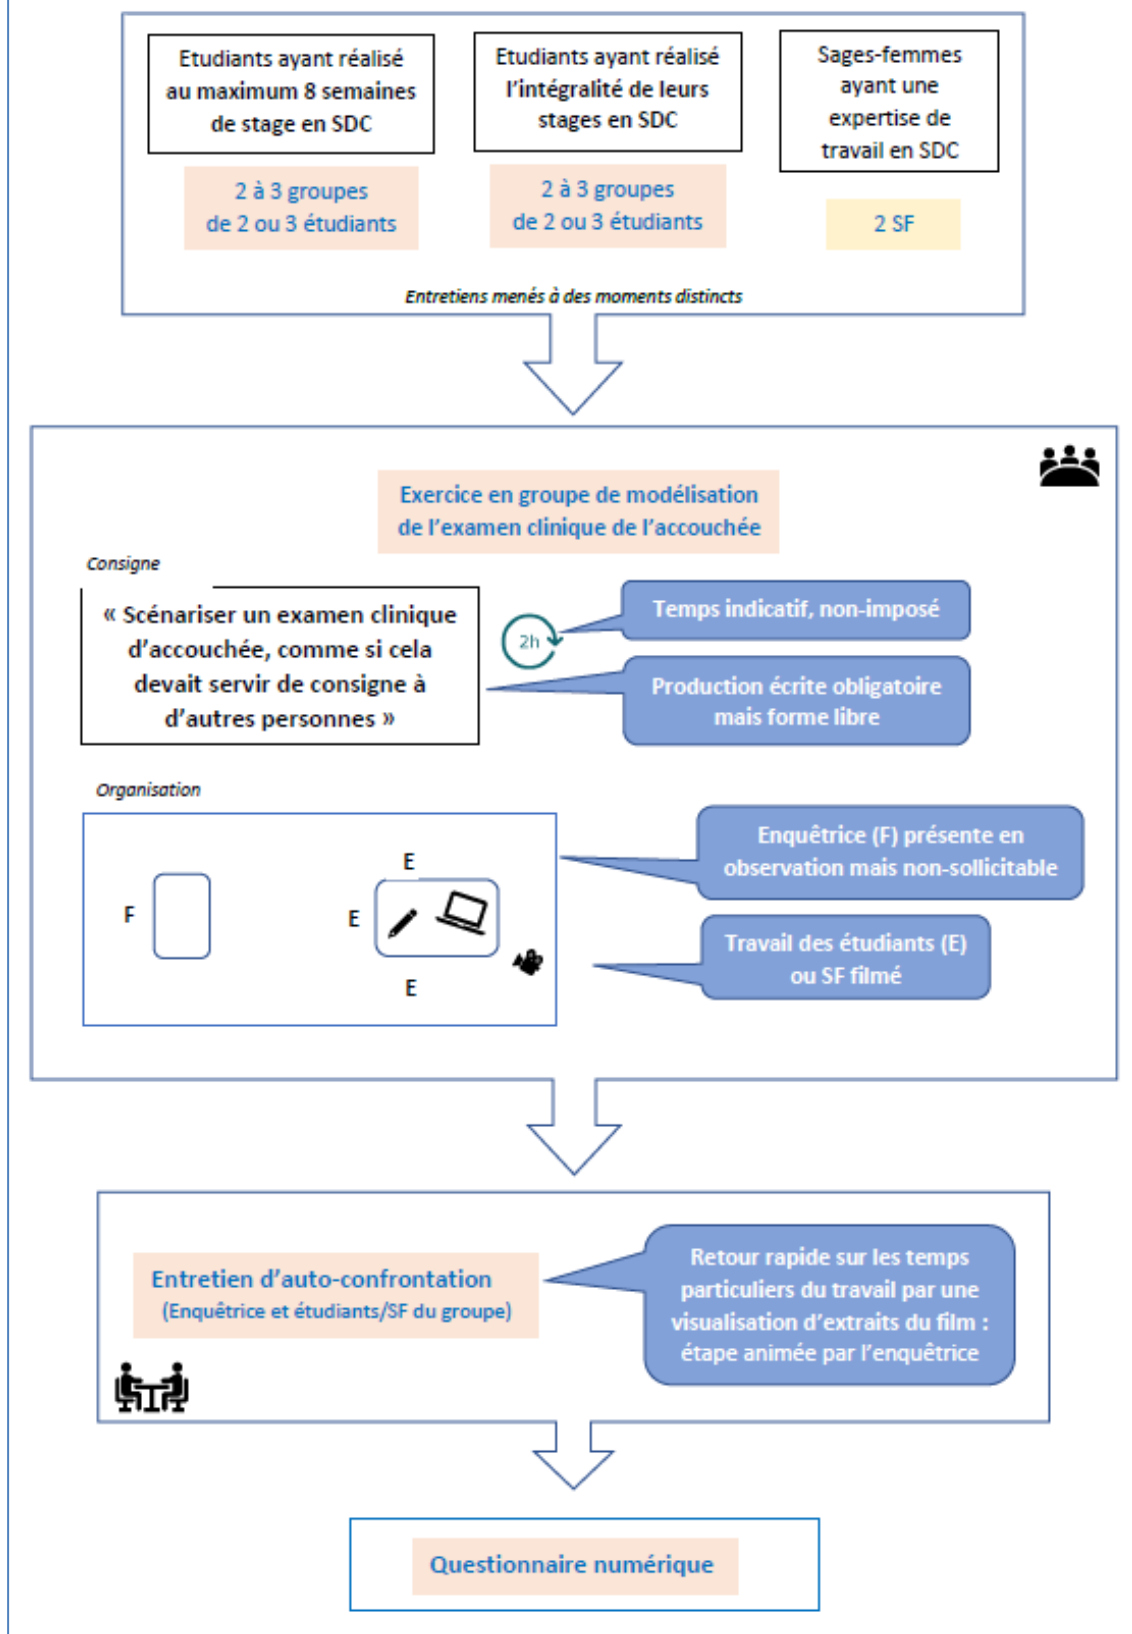 Etudiants ayant réalisé
au maximum 8 semaines
de stage en SDC
2 à 3 groupes
de 2 ou 3 étudiants
Etudiants ayant réalisé
l'intégralité de leurs
stages en SDC
2 à 3 groupes
de 2 ou 3 étudiants
Sages-femmes
ayant une
expertise de
travail en SDC
2 SF
Entretiens menés à des moments distincts
Exercice en groupe de modélisation
de l'examen clinique de l'accouchée
Consigne
« Scénariser un examen clinique
d'accouchée, comme si cela
devait servir de consigne à
d'autres personnes »
2h
Temps indicatif, non-imposé
Production écrite obligatoire
mais forme libre
Organisation
F
E
E
E
Enquêtrice (F) présente en
observation mais non-sollicitable
Travail des étudiants (E)
ou SF filmé
Entretien d'auto-confrontation
(Enquêtrice et étudiants/SF du groupe)
Retour rapide sur les temps
particuliers du travail par une
visualisation d'extraits du film :
étape animée par l'enquêtrice
Questionnaire numérique